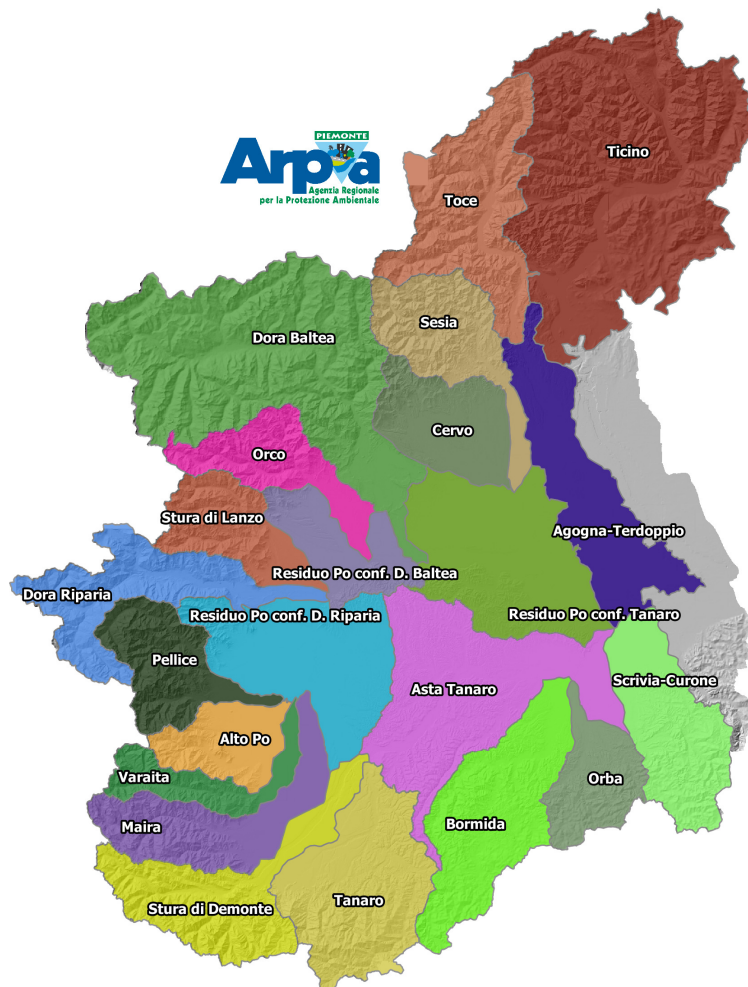 PIEMONTE
Arpa
Agenzia Regionale
per la Protezione Ambientale
Ticino
Toce
Sesia
Dora Baltea
Cervo
Orco
Stura di Lanzo
Agogna-Terdoppio
Residuo Po conf. D. Baltea
Dora Riparia
Residuo Po conf. D. Riparia
Residuo Po conf. Tanaro
Pellice
Scrivia-Curone
Asta Tanaro
Alto Po
Varaita
Orba
Maira
Bormida
Tanaro
Stura di Demonte